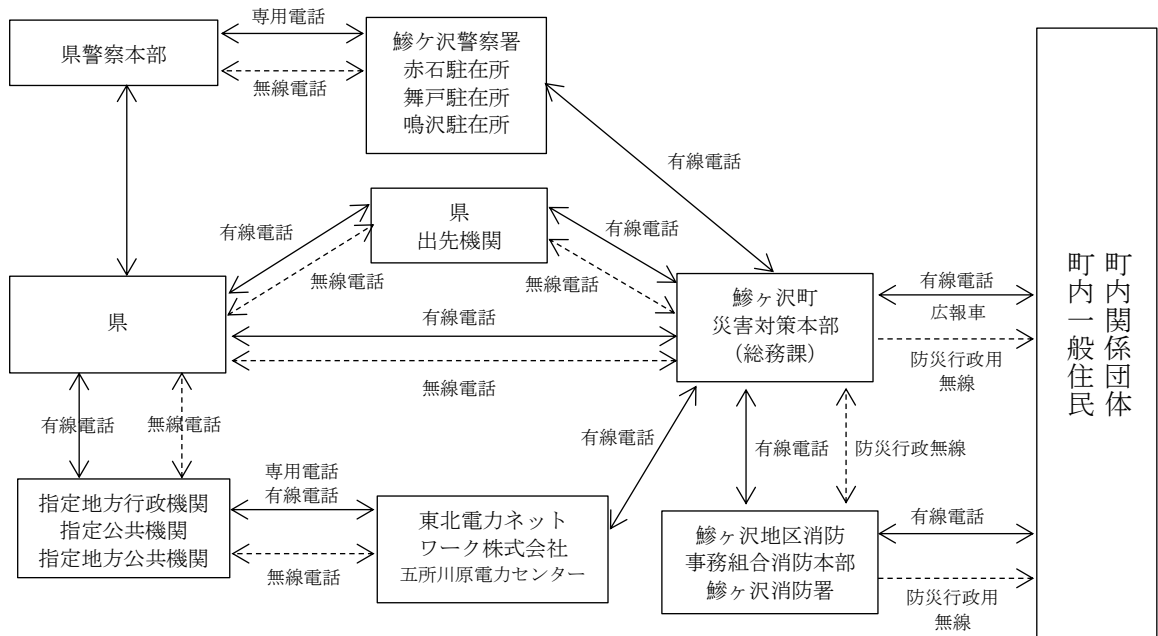 専用電話
県警察本部
無線電話
鰺ケ沢警察署
赤石駐在所
舞戸駐在所
鳴沢駐在所
有線電話
県
出先機関
有線電話
有線電話
無線電話
無線電話
県
有線電話
無線電話
鰺ヶ沢町
災害対策本部
（総務課）
有線電話
広報車
防災行政用
無線
町内関係団体
町内一般住民
有線電話
無線電話
有線電話
有線電話
防災行政無線
指定地方行政機関
指定公共機関
指定地方公共機関
専用電話
有線電話
無線電話
東北電力ネット
ワーク株式会社
五所川原電力センター
鰺ヶ沢地区消防
事務組合消防本部
鰺ヶ沢消防署
有線電話
防災行政用
無線